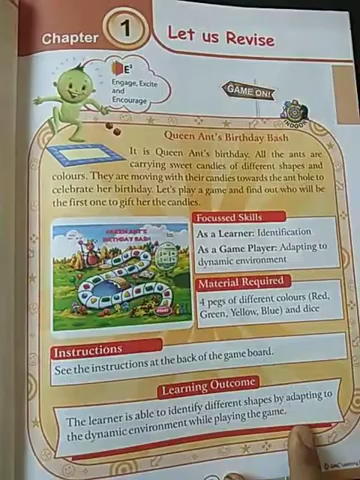 Chapter 1
Let us Revise
E³
Engage, Excite
and
Encourage
GAME ON!
INDOOR
Queen Ant's Birthday Bash
It is Queen Ant's birthday. All the ants are
carrying sweet candies of different shapes and
colours. They are moving with their candies towards the ant hole to
celebrate her birthday. Let's play a game and find out who will be
the first one to gift her the candies.
QUEEN ANT'S
BIRTHDAY BASH
Focussed Skills
As a Learner: Identification
As a Game Player: Adapting to
dynamic environment
Material Required
4 pegs of different colours (Red,
Green, Yellow, Blue) and dice
Instructions
See the instructions at the back of the game board.
Learning Outcome
The learner is able to identify different shapes by adapting to
the dynamic environment while playing the game.